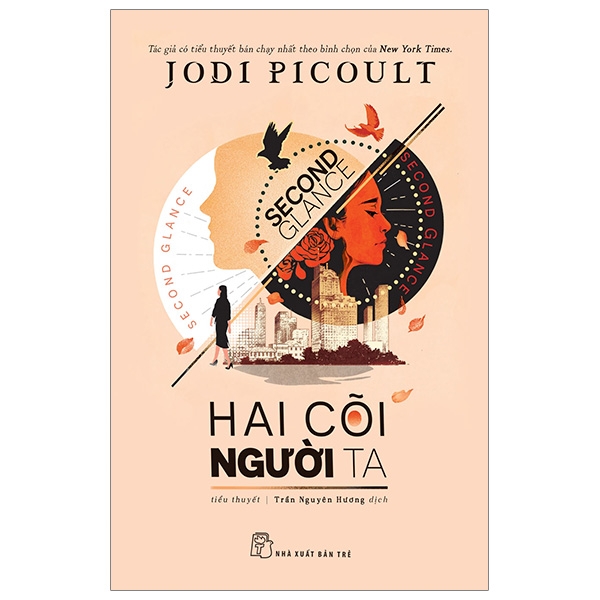 Tác giả có tiểu thuyết bán chạy nhất theo bình chọn của New York Times.
JODI PICOULT
SECOND GLANCE
SECOND
GLANCE
SECOND GLANCE
HAI CÕI
NGƯỜI TA
tiểu thuyết | Trần Nguyên Hương dịch
NHÀ XUẤT BẢN TRẺ